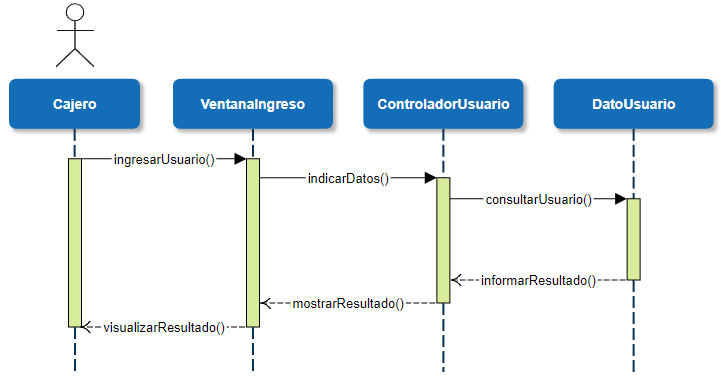 Cajero
VentanaIngreso
ControladorUsuario
DatoUsuario
ingresarUsuario()
indicarDatos()
consultarUsuario()
informarResultado()
mostrarResultado()
visualizarResultado()